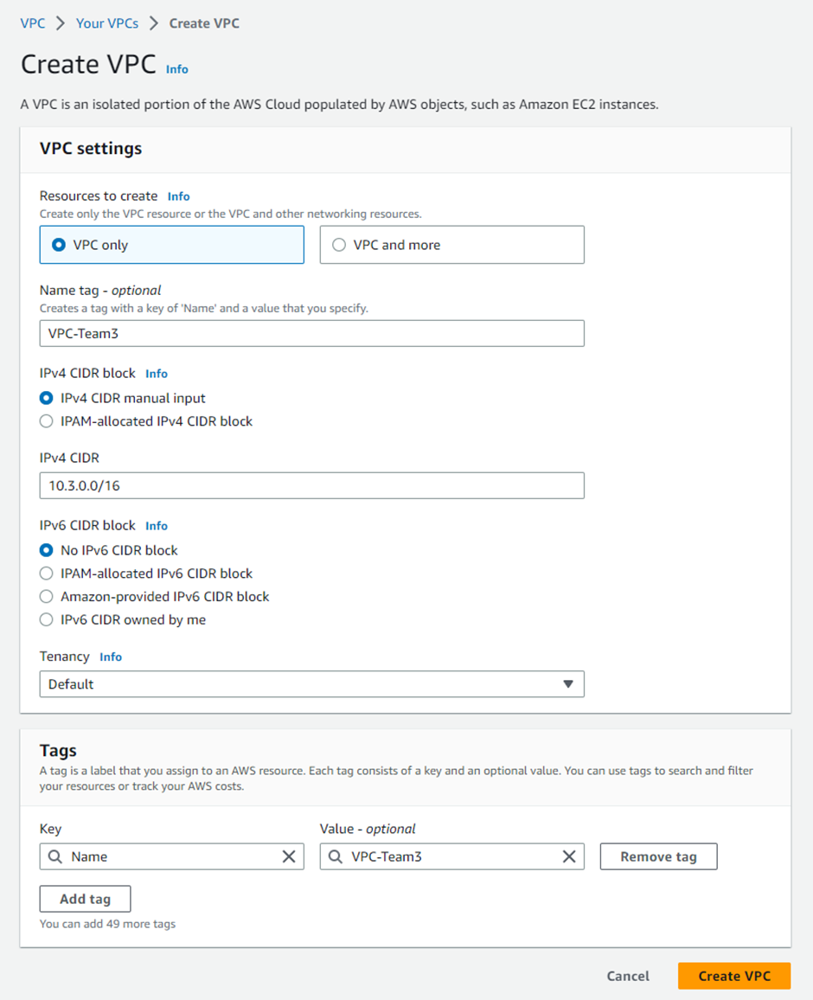 VPC > Your VPCs > Create VPC
Create VPC Info
A VPC is an isolated portion of the AWS Cloud populated by AWS objects, such as Amazon EC2 instances.
VPC settings
Resources to create Info
Create only the VPC resource or the VPC and other networking resources.
VPC only VPC and more
Name tag - optional
Creates a tag with a key of 'Name' and a value that you specify.
VPC-Team3
IPv4 CIDR block Info
IPv4 CIDR manual input
IPAM-allocated IPv4 CIDR block
IPv4 CIDR
10.3.0.0/16
IPv6 CIDR block Info
No IPv6 CIDR block
IPAM-allocated IPv6 CIDR block
Amazon-provided IPv6 CIDR block
IPv6 CIDR owned by me
Tenancy Info
Default
Tags
A tag is a label that you assign to an AWS resource. Each tag consists of a key and an optional value. You can use tags to search and filter
your resources or track your AWS costs.
Key Value - optional
Name VPC-Team3 Remove tag
Add tag
You can add 49 more tags
Cancel Create VPC